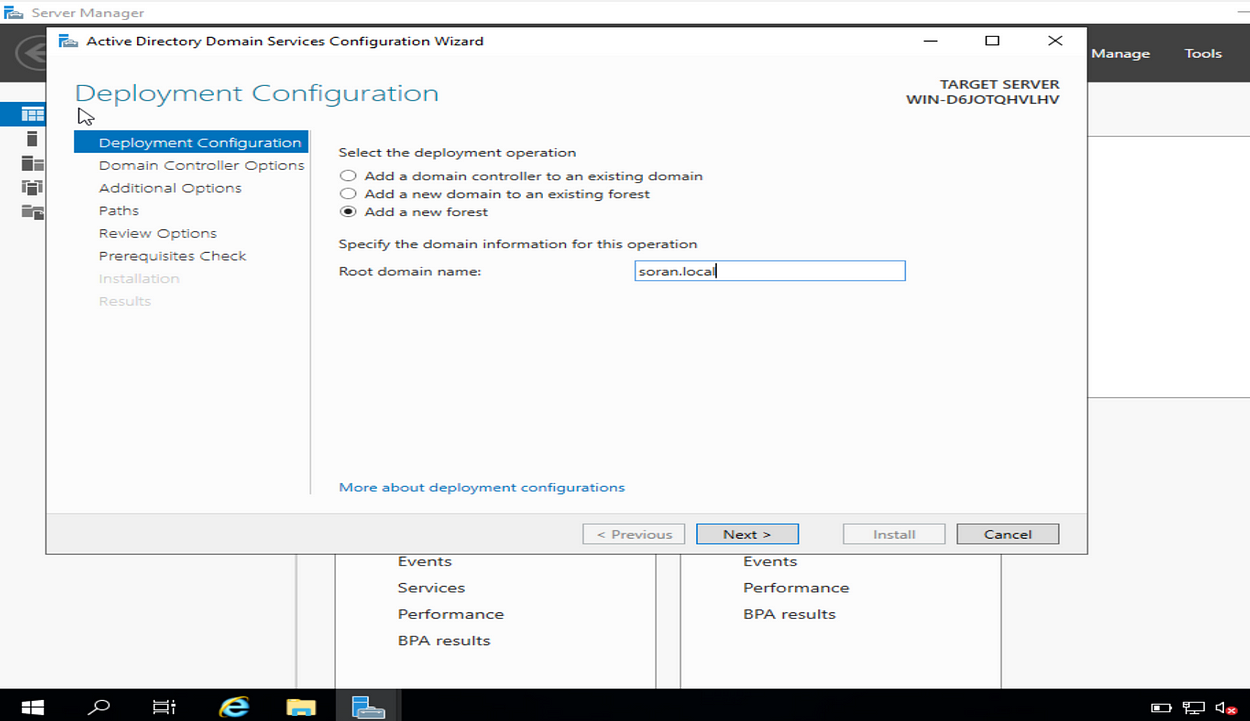 Server Manager
Active Directory Domain Services Configuration Wizard
Manage Tools
Deployment Configuration
TARGET SERVER
WIN-D6JOTQHVLHV
Deployment Configuration
Domain Controller Options
Additional Options
Paths
Review Options
Prerequisites Check
Installation
Results
Select the deployment operation
Add a domain controller to an existing domain
Add a new domain to an existing forest
Add a new forest
Specify the domain information for this operation
Root domain name: soran.local
More about deployment configurations
< Previous Next > Install Cancel
Events
Services
Performance
BPA results
Events
Performance
BPA results